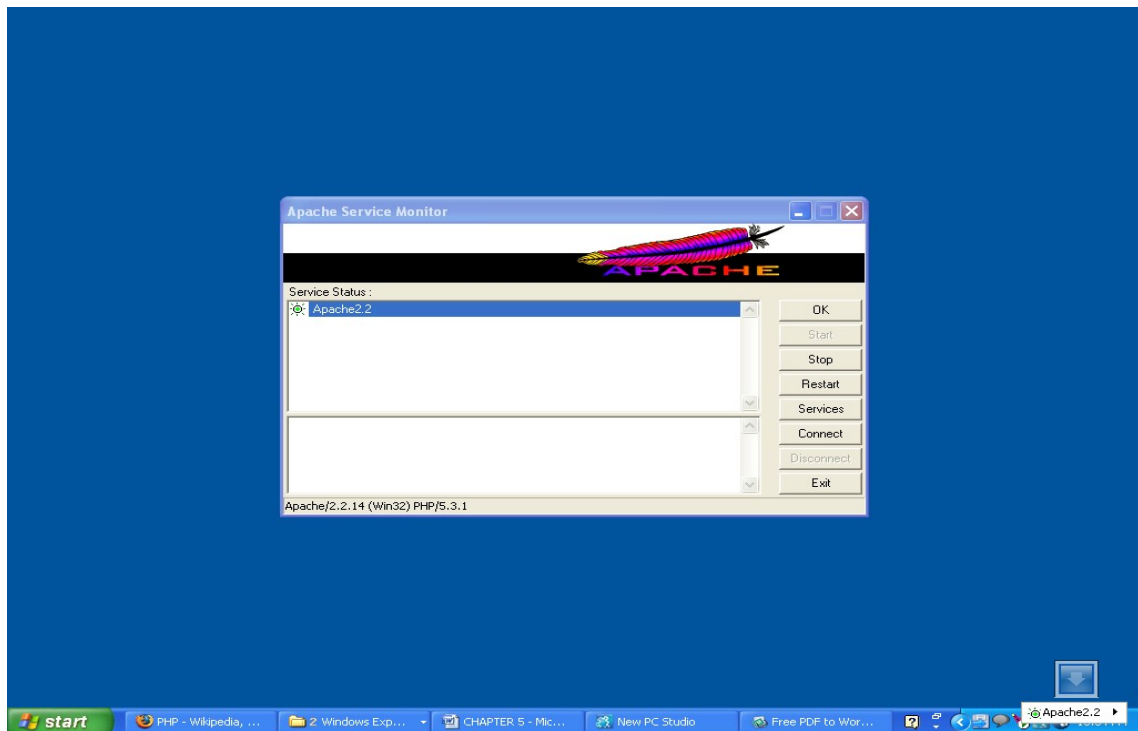 Apache Service Monitor
APACHE
Service Status :
Apache2.2
OK
Start
Stop
Restart
Services
Connect
Disconnect
Exit
Apache/2.2.14 (Win32) PHP/5.3.1
start
PHP - Wikipedia, ...
2 Windows Exp...
CHAPTER 5 - Mic...
New PC Studio
Free PDF to Wor...
Apache2.2